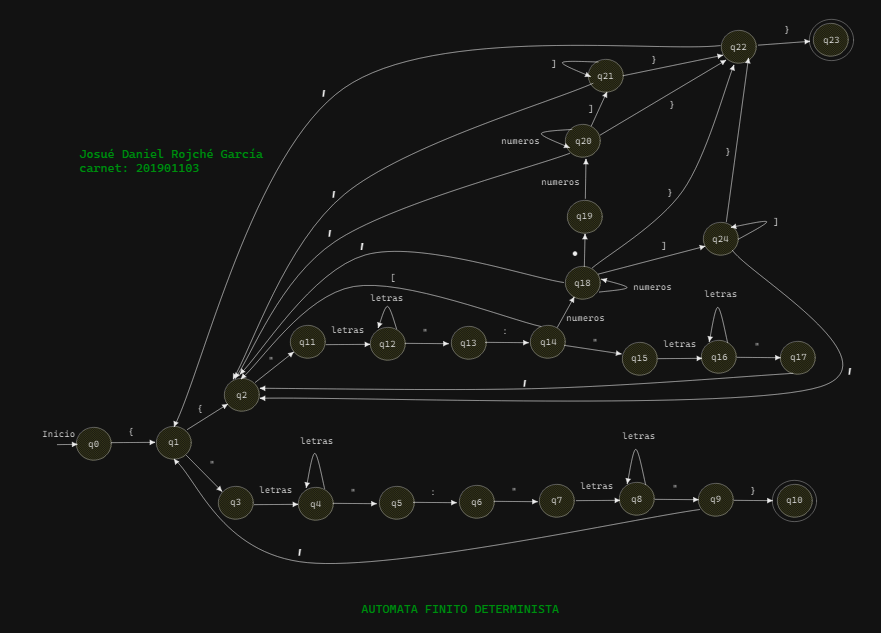 }
q23
q22
]
q21
}
,
]
}
numeros
q20
Josué Daniel Rojché García
carnet: 201901103
}
numeros
}
,
q19
]
q24
,
]
.
,
[
q18
numeros
letras
letras
numeros
letras
"
q11
q12
"
q13
:
q14
"
q15
letras
q16
"
q17
,
"
,
q2
{
Inicio
{
q0
q1
letras
letras
"
q3
letras
q4
"
q5
:
q6
"
q7
letras
q8
"
q9
}
q10
,
AUTOMATA FINITO DETERMINISTA